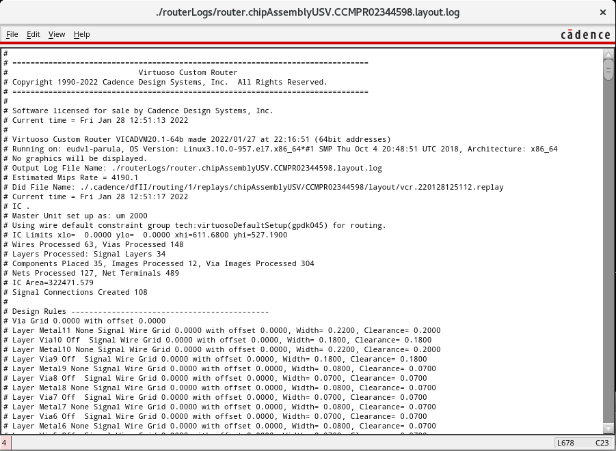 ./routerLogs/router.chipAssemblyUSV.CCMPR02344598.layout.log
File Edit View Help
cādence
#
# ================================================================================
# Virtuoso Custom Router
# Copyright 1990-2022 Cadence Design Systems, Inc. All Rights Reserved.
# ================================================================================
#
# Software licensed for sale by Cadence Design Systems, Inc.
# Current time = Fri Jan 28 12:51:13 2022
#
# Virtuoso Custom Router VICADVN20.1-64b made 2022/01/27 at 22:16:51 (64bit addresses)
# Running on: eudvl-parula, OS Version: Linux3.10.0-957.el7.x86_64*#1 SMP Thu Oct 4 20:48:51 UTC 2018, Architecture: x86_64
# No graphics will be displayed.
# Output Log File Name: ./routerLogs/router.chipAssemblyUSV.CCMPR02344598.layout.log
# Estimated Mips Rate = 4190.1
# Did File Name: ./.cadence/dfII/routing/1/replays/chipAssemblyUSV/CCMPR02344598/layout/vcr.220128125112.replay
# Current time = Fri Jan 28 12:51:17 2022
# IC .
# Master Unit set up as: um 2000
# Using wire default constraint group tech:virtuosoDefaultSetup(gpdk045) for routing.
# IC Limits xlo= 0.0000 ylo= 0.0000 xhi=611.6800 yhi=527.1900
# Wires Processed 63, Vias Processed 148
# Layers Processed: Signal Layers 34
# Components Placed 35, Images Processed 12, Via Images Processed 304
# Nets Processed 127, Net Terminals 489
# IC Area=322471.579
# Signal Connections Created 108
#
# Design Rules --------------------------------------------
# Via Grid 0.0000 with offset 0.0000
# Layer Metal11 None Signal Wire Grid 0.0000 with offset 0.0000, Width= 0.2200, Clearance= 0.2000
# Layer Via10 Off Signal Wire Grid 0.0000 with offset 0.0000, Width= 0.1800, Clearance= 0.1800
# Layer Metal10 None Signal Wire Grid 0.0000 with offset 0.0000, Width= 0.2200, Clearance= 0.2000
# Layer Via9 Off Signal Wire Grid 0.0000 with offset 0.0000, Width= 0.1800, Clearance= 0.1800
# Layer Metal9 None Signal Wire Grid 0.0000 with offset 0.0000, Width= 0.0800, Clearance= 0.0700
# Layer Via8 Off Signal Wire Grid 0.0000 with offset 0.0000, Width= 0.0700, Clearance= 0.0700
# Layer Metal8 None Signal Wire Grid 0.0000 with offset 0.0000, Width= 0.0800, Clearance= 0.0700
# Layer Via7 Off Signal Wire Grid 0.0000 with offset 0.0000, Width= 0.0700, Clearance= 0.0700
# Layer Metal7 None Signal Wire Grid 0.0000 with offset 0.0000, Width= 0.0800, Clearance= 0.0700
# Layer Via6 Off Signal Wire Grid 0.0000 with offset 0.0000, Width= 0.0700, Clearance= 0.0700
# Layer Metal6 None Signal Wire Grid 0.0000 with offset 0.0000, Width= 0.0800, Clearance= 0.0700
4 L678 C23